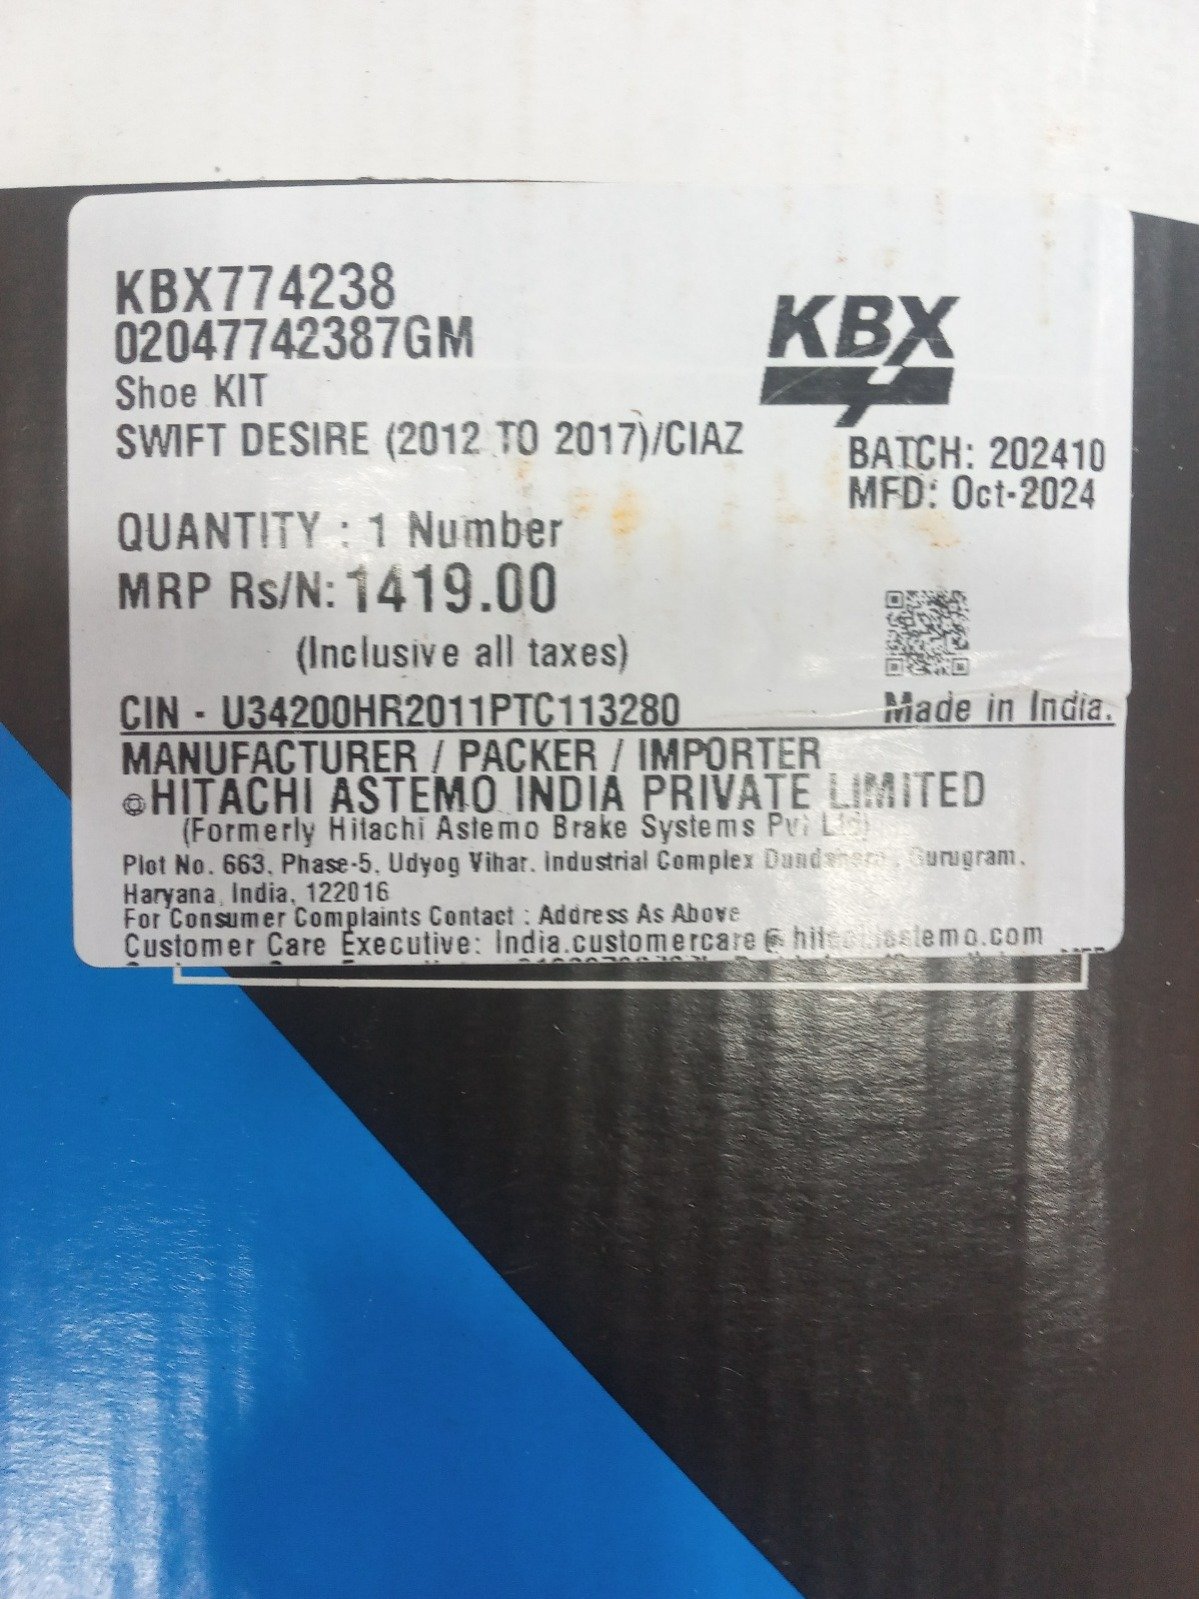 KBX774238
02047742387GM
Shoe KIT
SWIFT DESIRE (2012 TO 2017)/CIAZ
KBX
BATCH: 202410
MFD: Oct-2024
QUANTITY : 1 Number
MRP Rs/N: 1419.00
(Inclusive all taxes)
CIN - U34200HR2011PTC113280
Made in India.
MANUFACTURER / PACKER / IMPORTER
HITACHI ASTEMO INDIA PRIVATE LIMITED
(Formerly Hitachi Astemo Brake Systems Pvt Ltd)
Plot No. 663, Phase-5, Udyog Vihar, Industrial Complex Gurugram,
Haryana, India, 122016
For Consumer Complaints Contact : Address As Above
Customer Care Executive: India.customercare@hitachiastemo.com